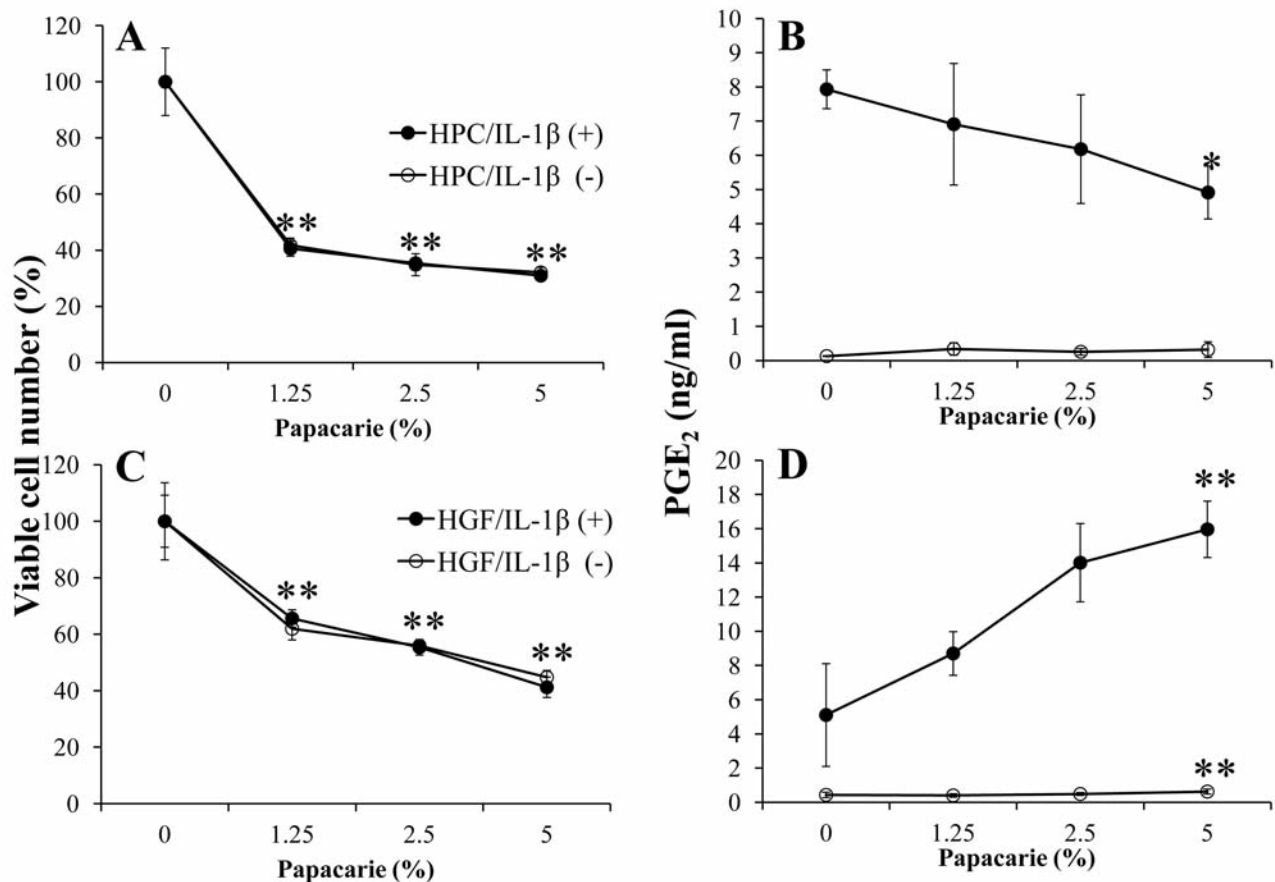 A
120
100
80
60
40
20
0
HPC/IL-1β (+)
HPC/IL-1β (-)
**
**
**
0 1.25 2.5 5
Papacarie (%)
B
10
9
8
7
6
5
4
3
2
1
0
*
0 1.25 2.5 5
Papacarie (%)
Viable cell number (%)
PGE₂ (ng/ml)
C
120
100
80
60
40
20
0
HGF/IL-1β (+)
HGF/IL-1β (-)
**
**
**
0 1.25 2.5 5
Papacarie (%)
D
20
18
16
14
12
10
8
6
4
2
0
**
**
0 1.25 2.5 5
Papacarie (%)